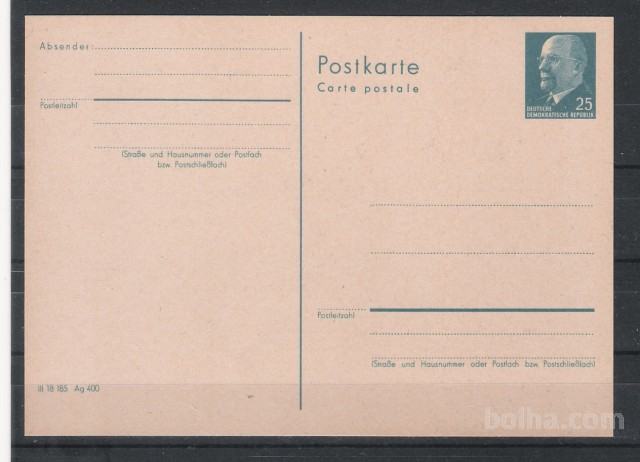 Absender:
Postleitzahl
(Straße und Hausnummer oder Postfach
bzw. Postschließfach)
III 18 185 Ag 400
Postkarte
Carte postale
25
DEUTSCHE
DEMOKRATISCHE REPUBLIK
Postleitzahl
(Straße und Hausnummer oder Postfach bzw. Postschließfach)
bolha.com